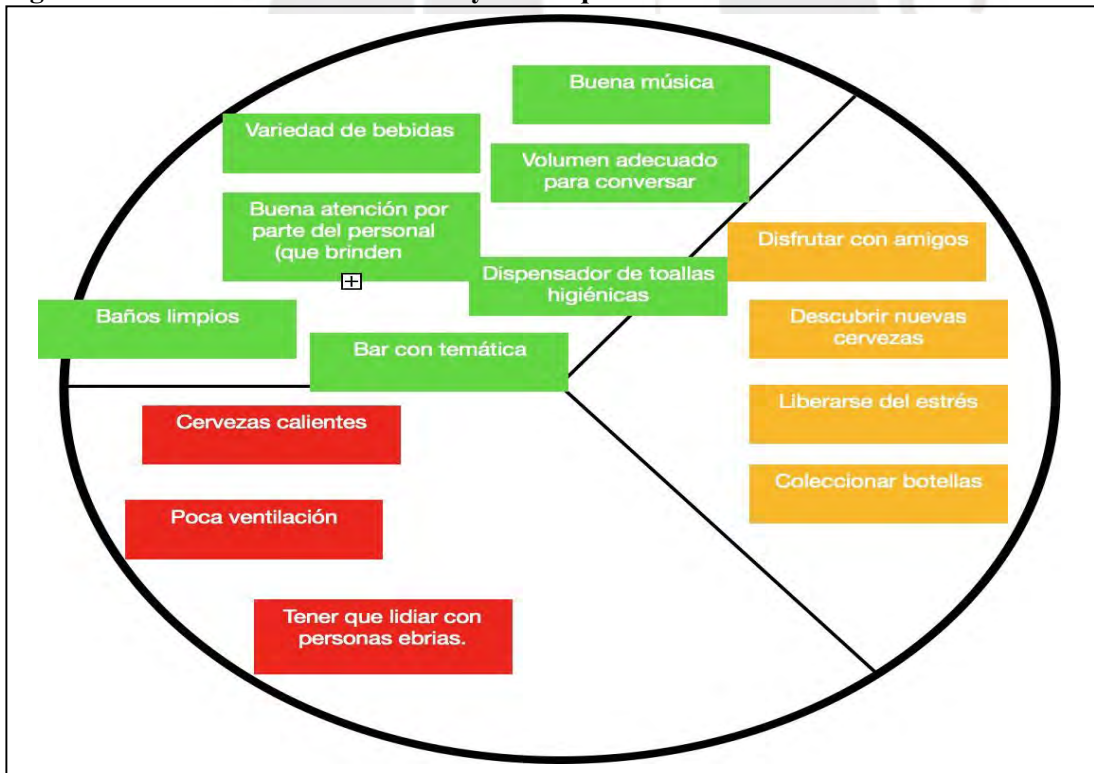 Buena música
Variedad de bebidas
Volumen adecuado
para conversar
Buena atención por
parte del personal
(que brinden
Disfrutar con amigos
Dispensador de toallas
higiénicas
Baños limpios
Descubrir nuevas
cervezas
Bar con temática
Liberarse del estrés
Cervezas calientes
Coleccionar botellas
Poca ventilación
Tener que lidiar con
personas ebrias.